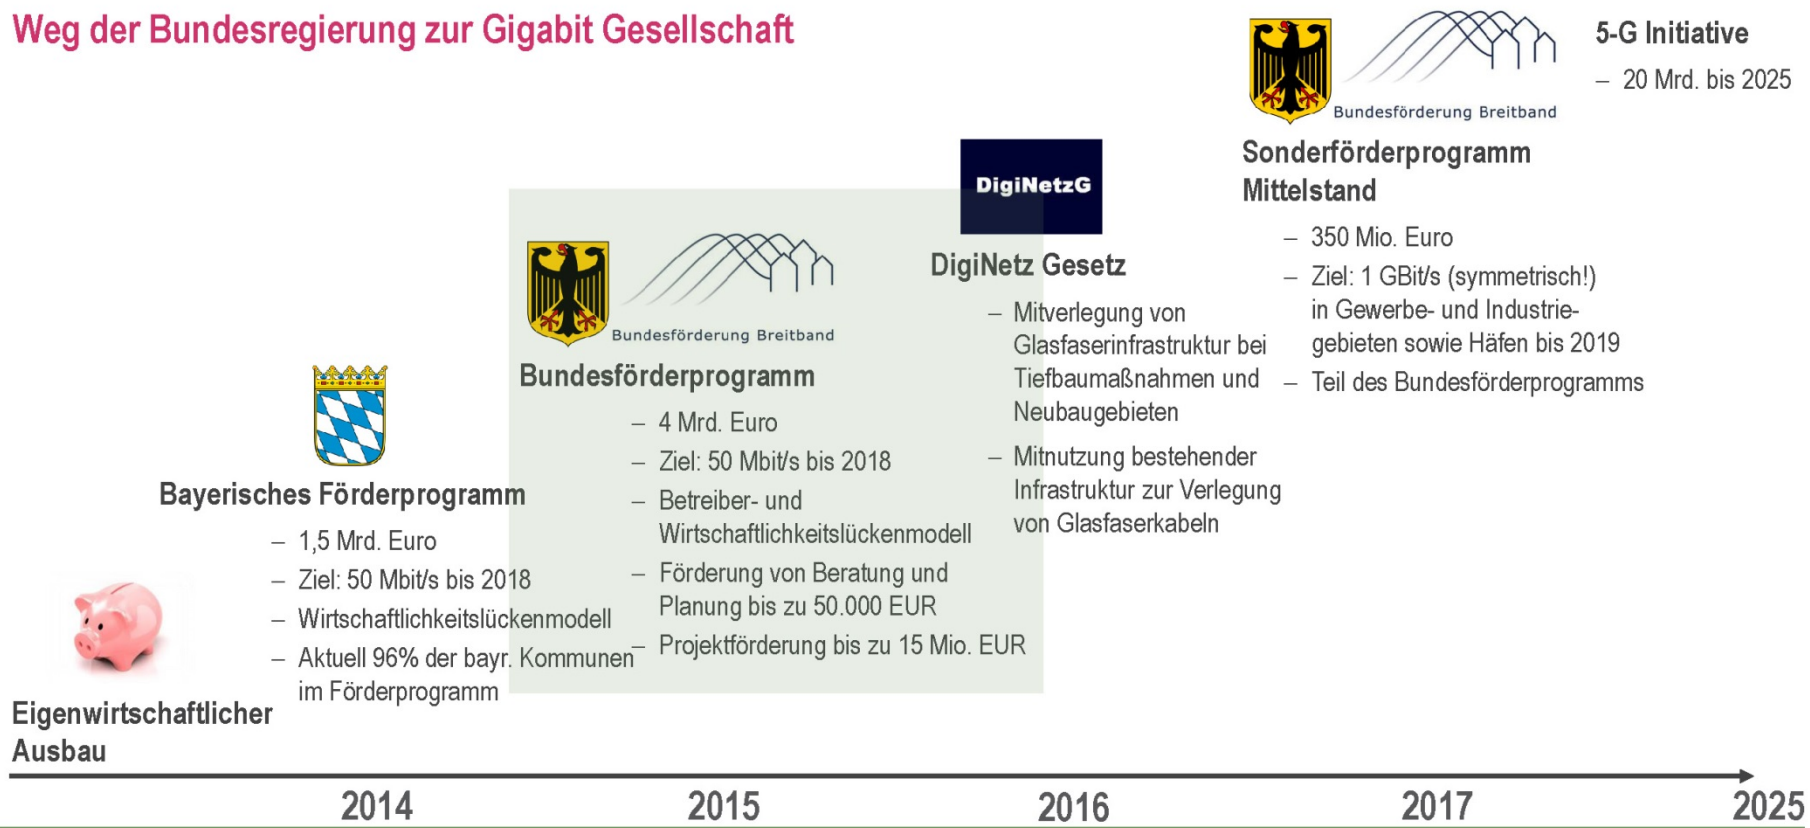 Weg der Bundesregierung zur Gigabit Gesellschaft
Eigenwirtschaftlicher
Ausbau
Bayerisches Förderprogramm
– 1,5 Mrd. Euro
– Ziel: 50 Mbit/s bis 2018
– Wirtschaftlichkeitslückenmodell
– Aktuell 96% der bayr. Kommunen
im Förderprogramm
Bundesförderung Breitband
Bundesförderprogramm
– 4 Mrd. Euro
– Ziel: 50 Mbit/s bis 2018
– Betreiber- und
Wirtschaftlichkeitslückenmodell
– Förderung von Beratung und
Planung bis zu 50.000 EUR
– Projektförderung bis zu 15 Mio. EUR
DigiNetzG
DigiNetz Gesetz
– Mitverlegung von
Glasfaserinfrastruktur bei
Tiefbaumaßnahmen und
Neubaugebieten
– Mitnutzung bestehender
Infrastruktur zur Verlegung
von Glasfaserkabeln
Bundesförderung Breitband
Sonderförderprogramm
Mittelstand
– 350 Mio. Euro
– Ziel: 1 GBit/s (symmetrisch!)
in Gewerbe- und Industrie-
gebieten sowie Häfen bis 2019
– Teil des Bundesförderprogramms
5-G Initiative
– 20 Mrd. bis 2025
2014
2015
2016
2017
2025